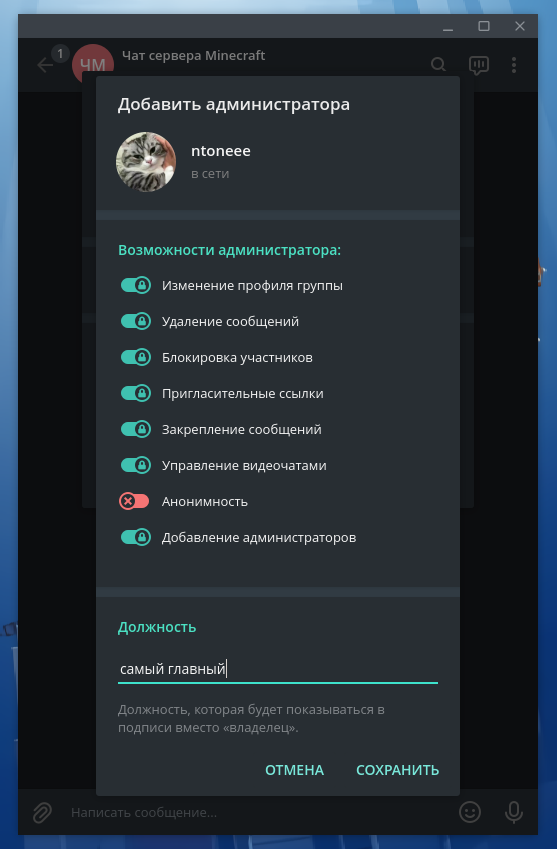 1
ЧМ
Чат сервера Minecraft
Добавить администратора
ntoneee
в сети
Возможности администратора:
Изменение профиля группы
Удаление сообщений
Блокировка участников
Пригласительные ссылки
Закрепление сообщений
Управление видеочатами
Анонимность
Добавление администраторов
Должность
самый главный
Должность, которая будет показываться в
подписи вместо «владелец».
ОТМЕНА СОХРАНИТЬ
Написать сообщение...